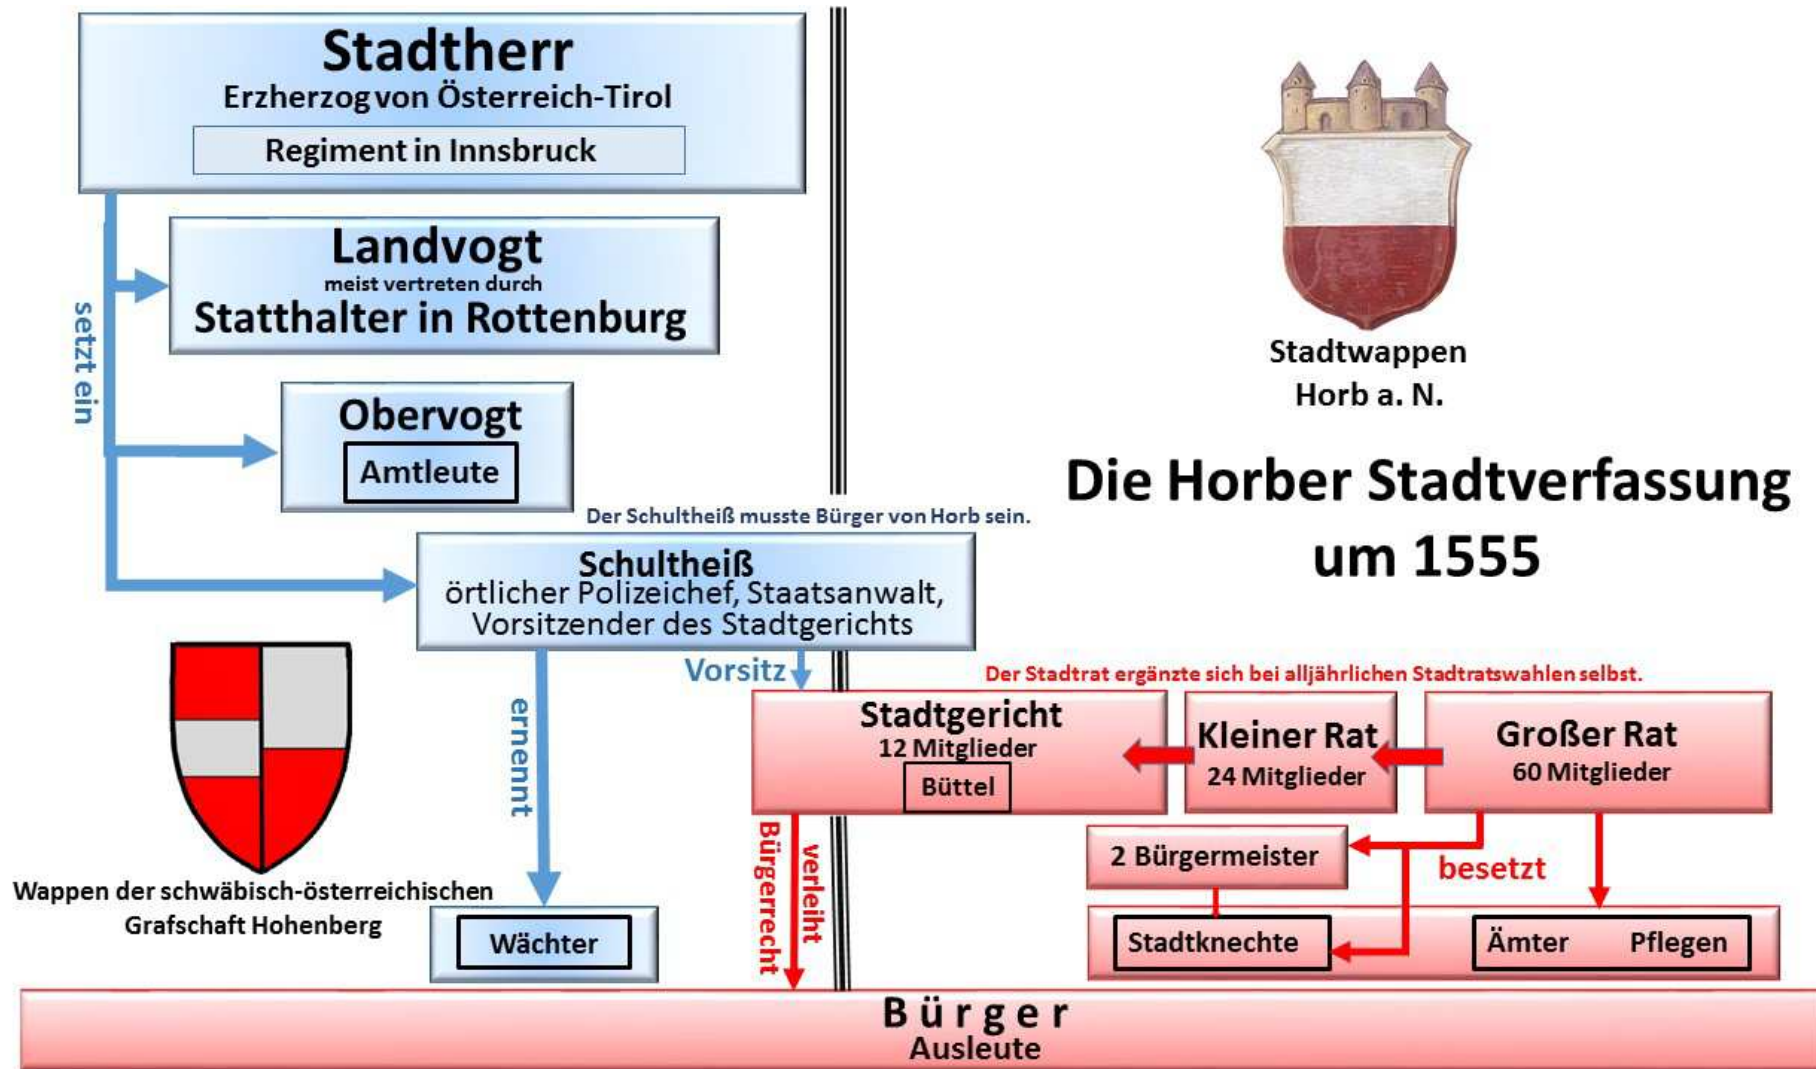 Stadtherr
Erzherzog von Österreich-Tirol
Regiment in Innsbruck
setzt ein
Landvogt
meist vertreten durch
Statthalter in Rottenburg
Obervogt
Amtleute
Stadtwappen
Horb a. N.
Die Horber Stadtverfassung
um 1555
Der Schultheiß musste Bürger von Horb sein.
Schultheiß
örtlicher Polizeichef, Staatsanwalt,
Vorsitzender des Stadtgerichts
Vorsitz
ernennt
Der Stadtrat ergänzte sich bei alljährlichen Stadtratswahlen selbst.
Stadtgericht
12 Mitglieder
Büttel
Kleiner Rat
24 Mitglieder
Großer Rat
60 Mitglieder
verleiht
Bürgerrecht
2 Bürgermeister
besetzt
Wappen der schwäbisch-österreichischen
Grafschaft Hohenberg
Wächter
Stadtknechte
Ämter Pflegen
Bürger
Ausleute